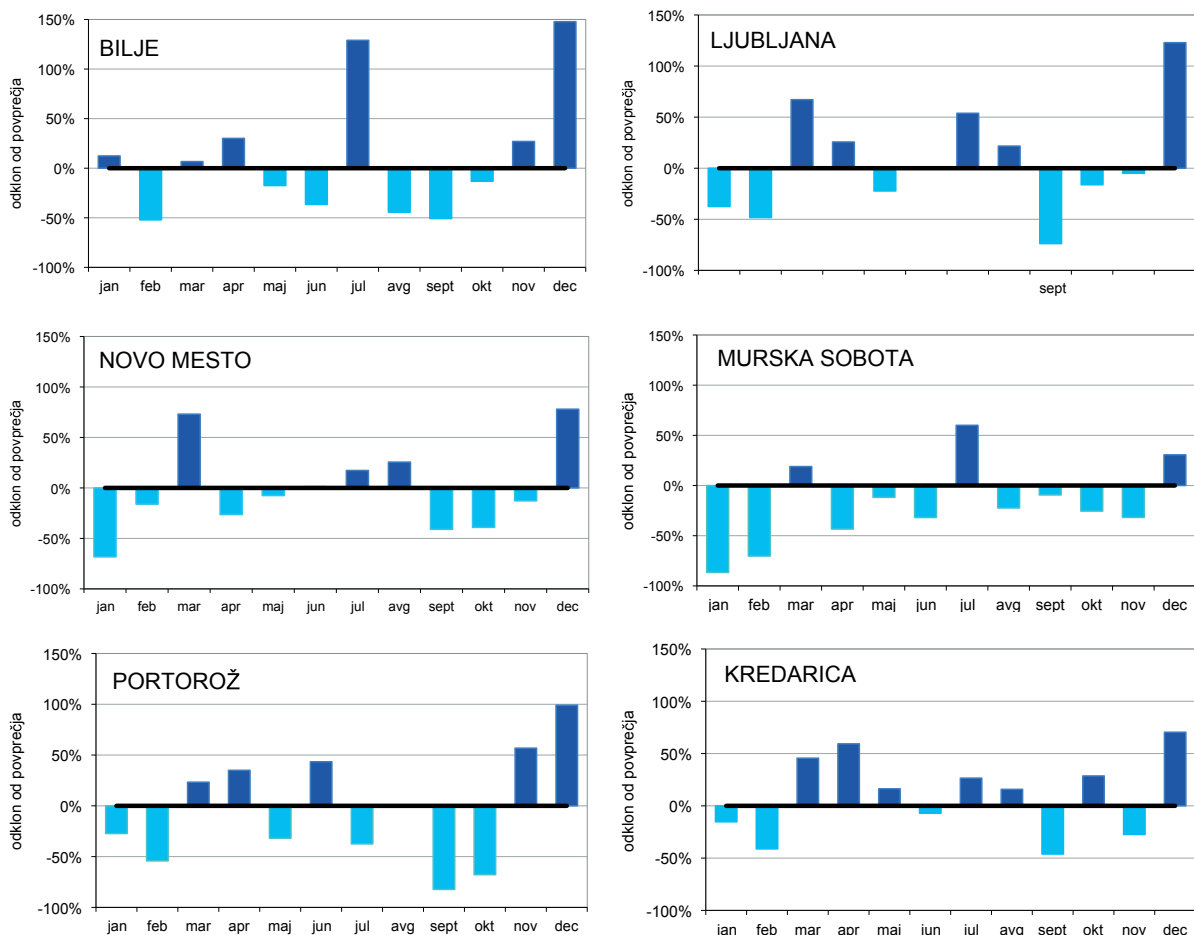 BILJE
odklon od povprečja
150%
100%
50%
0%
-50%
-100%
jan feb mar apr maj jun jul avg sept okt nov dec
LJUBLJANA
odklon od povprečja
150%
100%
50%
0%
-50%
-100%
sept
NOVO MESTO
odklon od povprečja
150%
100%
50%
0%
-50%
-100%
jan feb mar apr maj jun jul avg sept okt nov dec
MURSKA SOBOTA
odklon od povprečja
150%
100%
50%
0%
-50%
-100%
jan feb mar apr maj jun jul avg sept okt nov dec
PORTOROŽ
odklon od povprečja
150%
100%
50%
0%
-50%
-100%
jan feb mar apr maj jun jul avg sept okt nov dec
KREDARICA
odklon od povprečja
150%
100%
50%
0%
-50%
-100%
jan feb mar apr maj jun jul avg sept okt nov dec